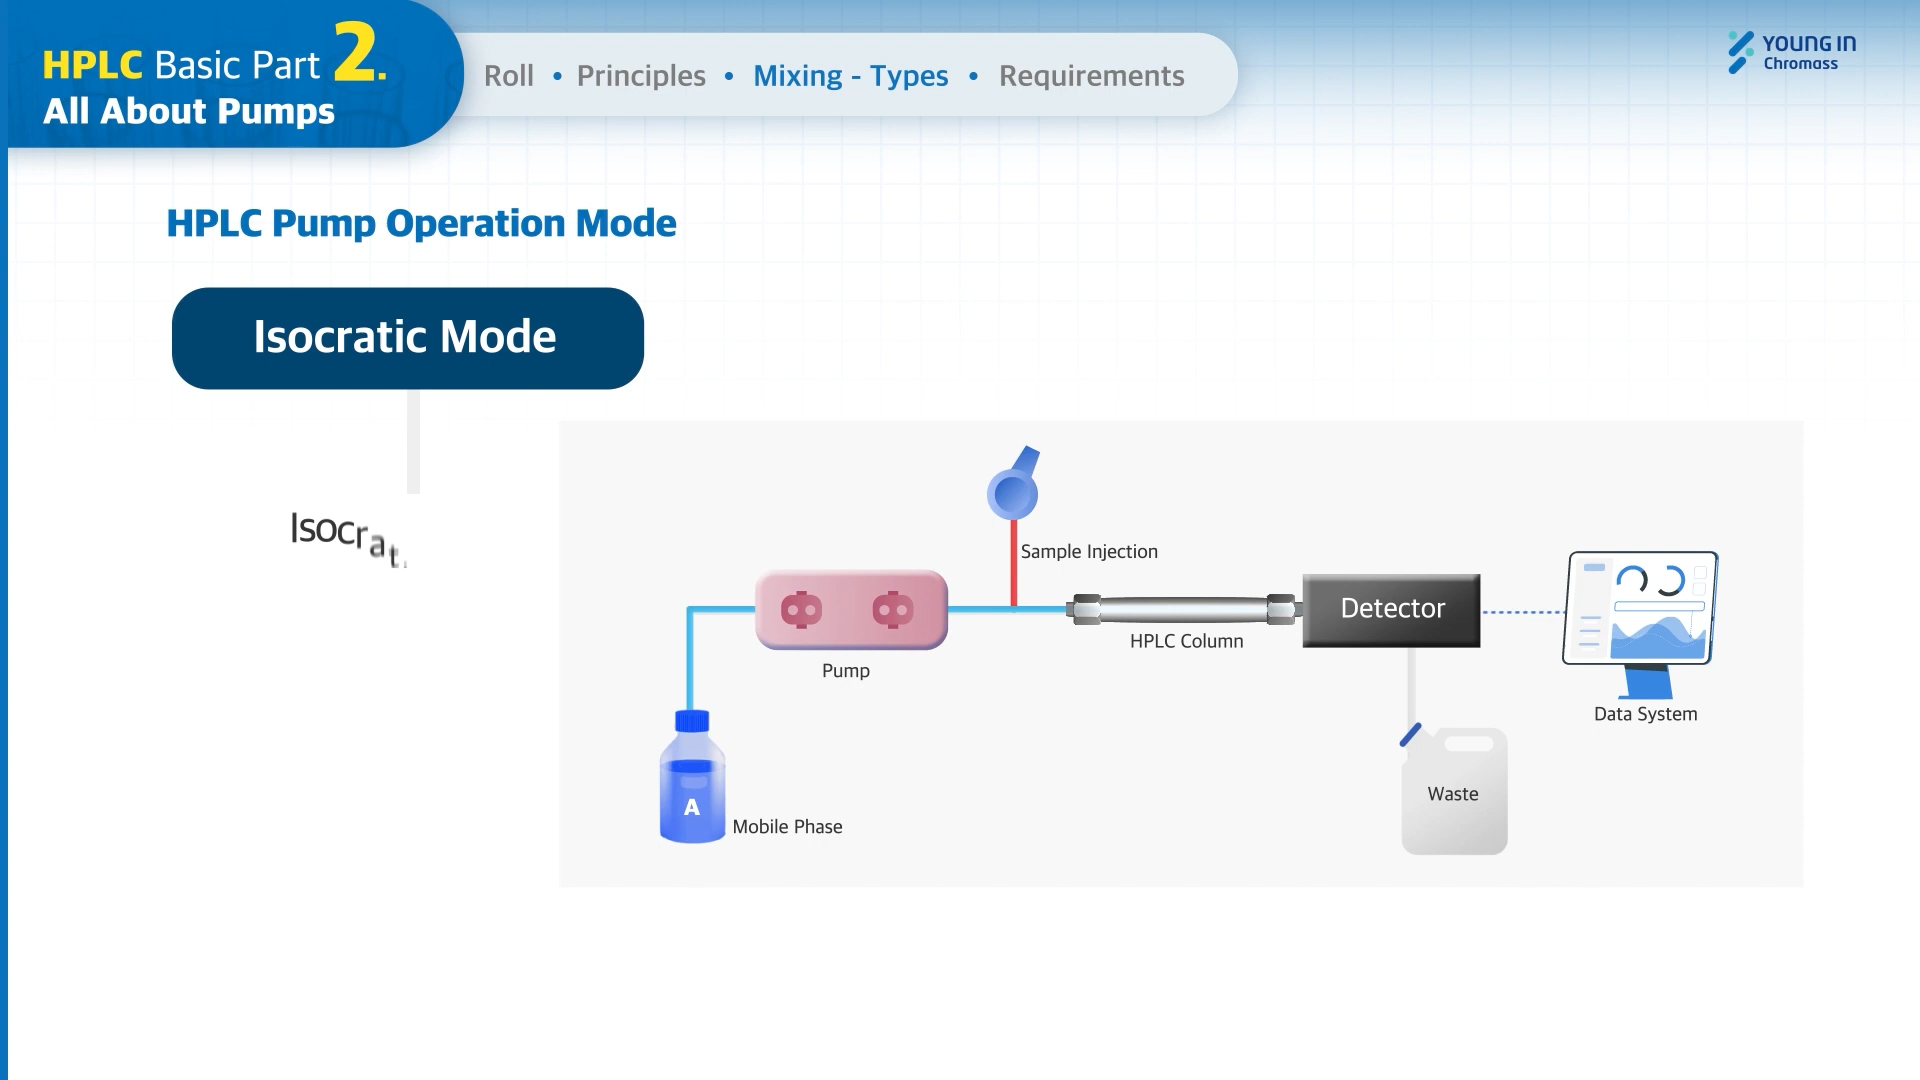 HPLC Basic Part 2.
All About Pumps
Roll • Principles • Mixing - Types • Requirements
YOUNG IN
Chromass
HPLC Pump Operation Mode
Isocratic Mode
Isocrat
Sample Injection
Detector
HPLC Column
Pump
Data System
A
Mobile Phase
Waste